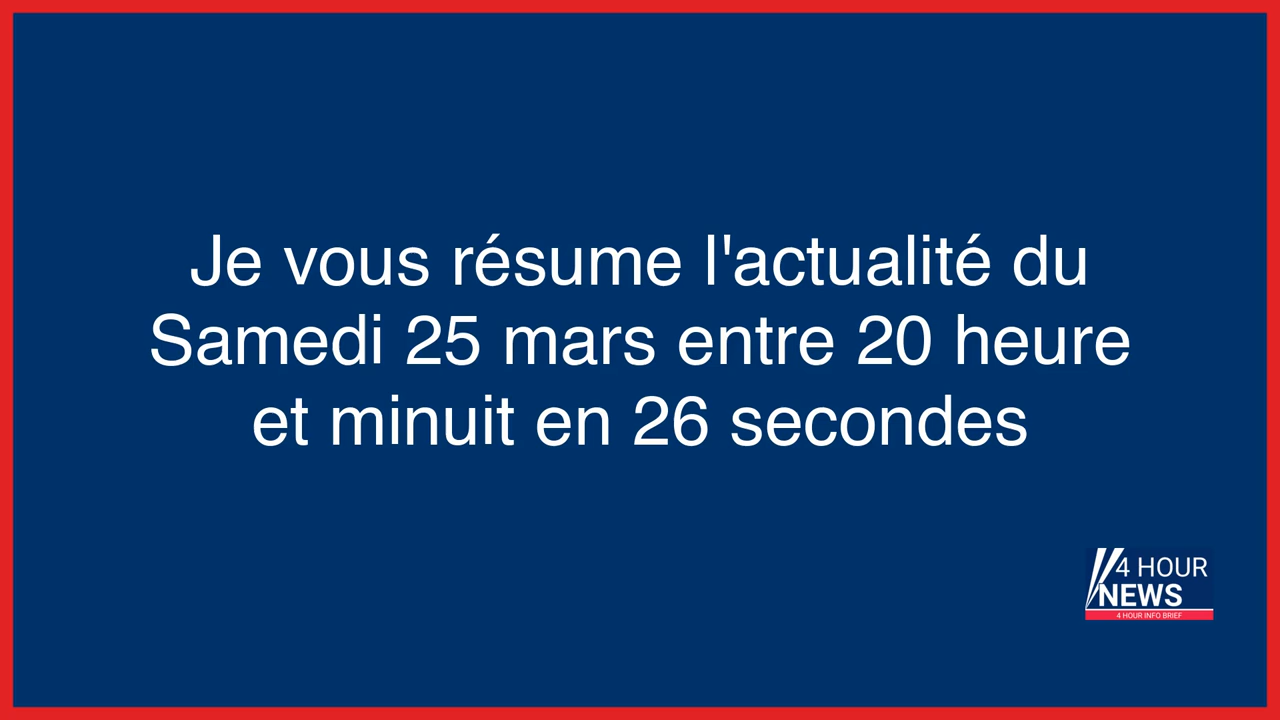 Je vous résume l'actualité du
Samedi 25 mars entre 20 heure
et minuit en 26 secondes
4 HOUR
NEWS
4 HOUR INFO BRIEF